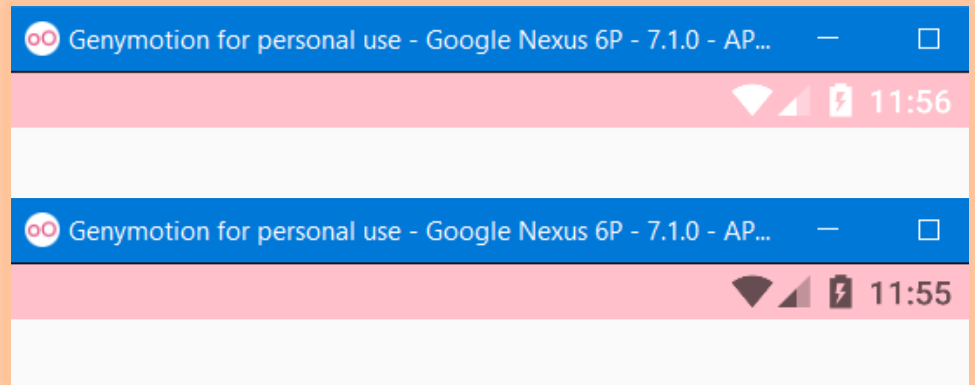 Genymotion for personal use - Google Nexus 6P - 7.1.0 - AP...
11:56
Genymotion for personal use - Google Nexus 6P - 7.1.0 - AP...
11:55